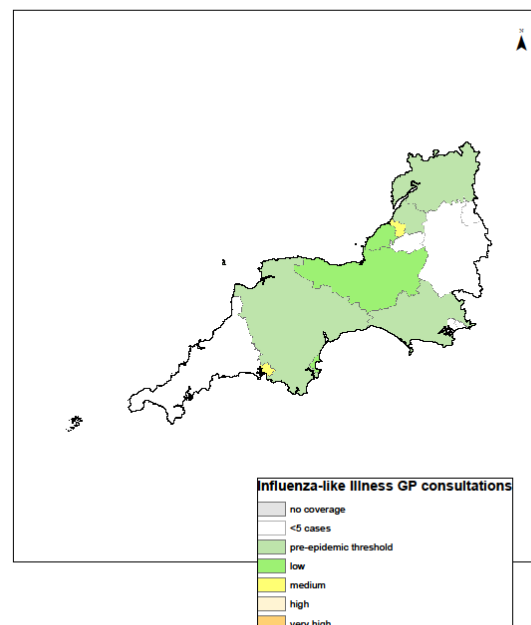 N
Influenza-like Illness GP consultations
no coverage
<5 cases
pre-epidemic threshold
low
medium
high
very high